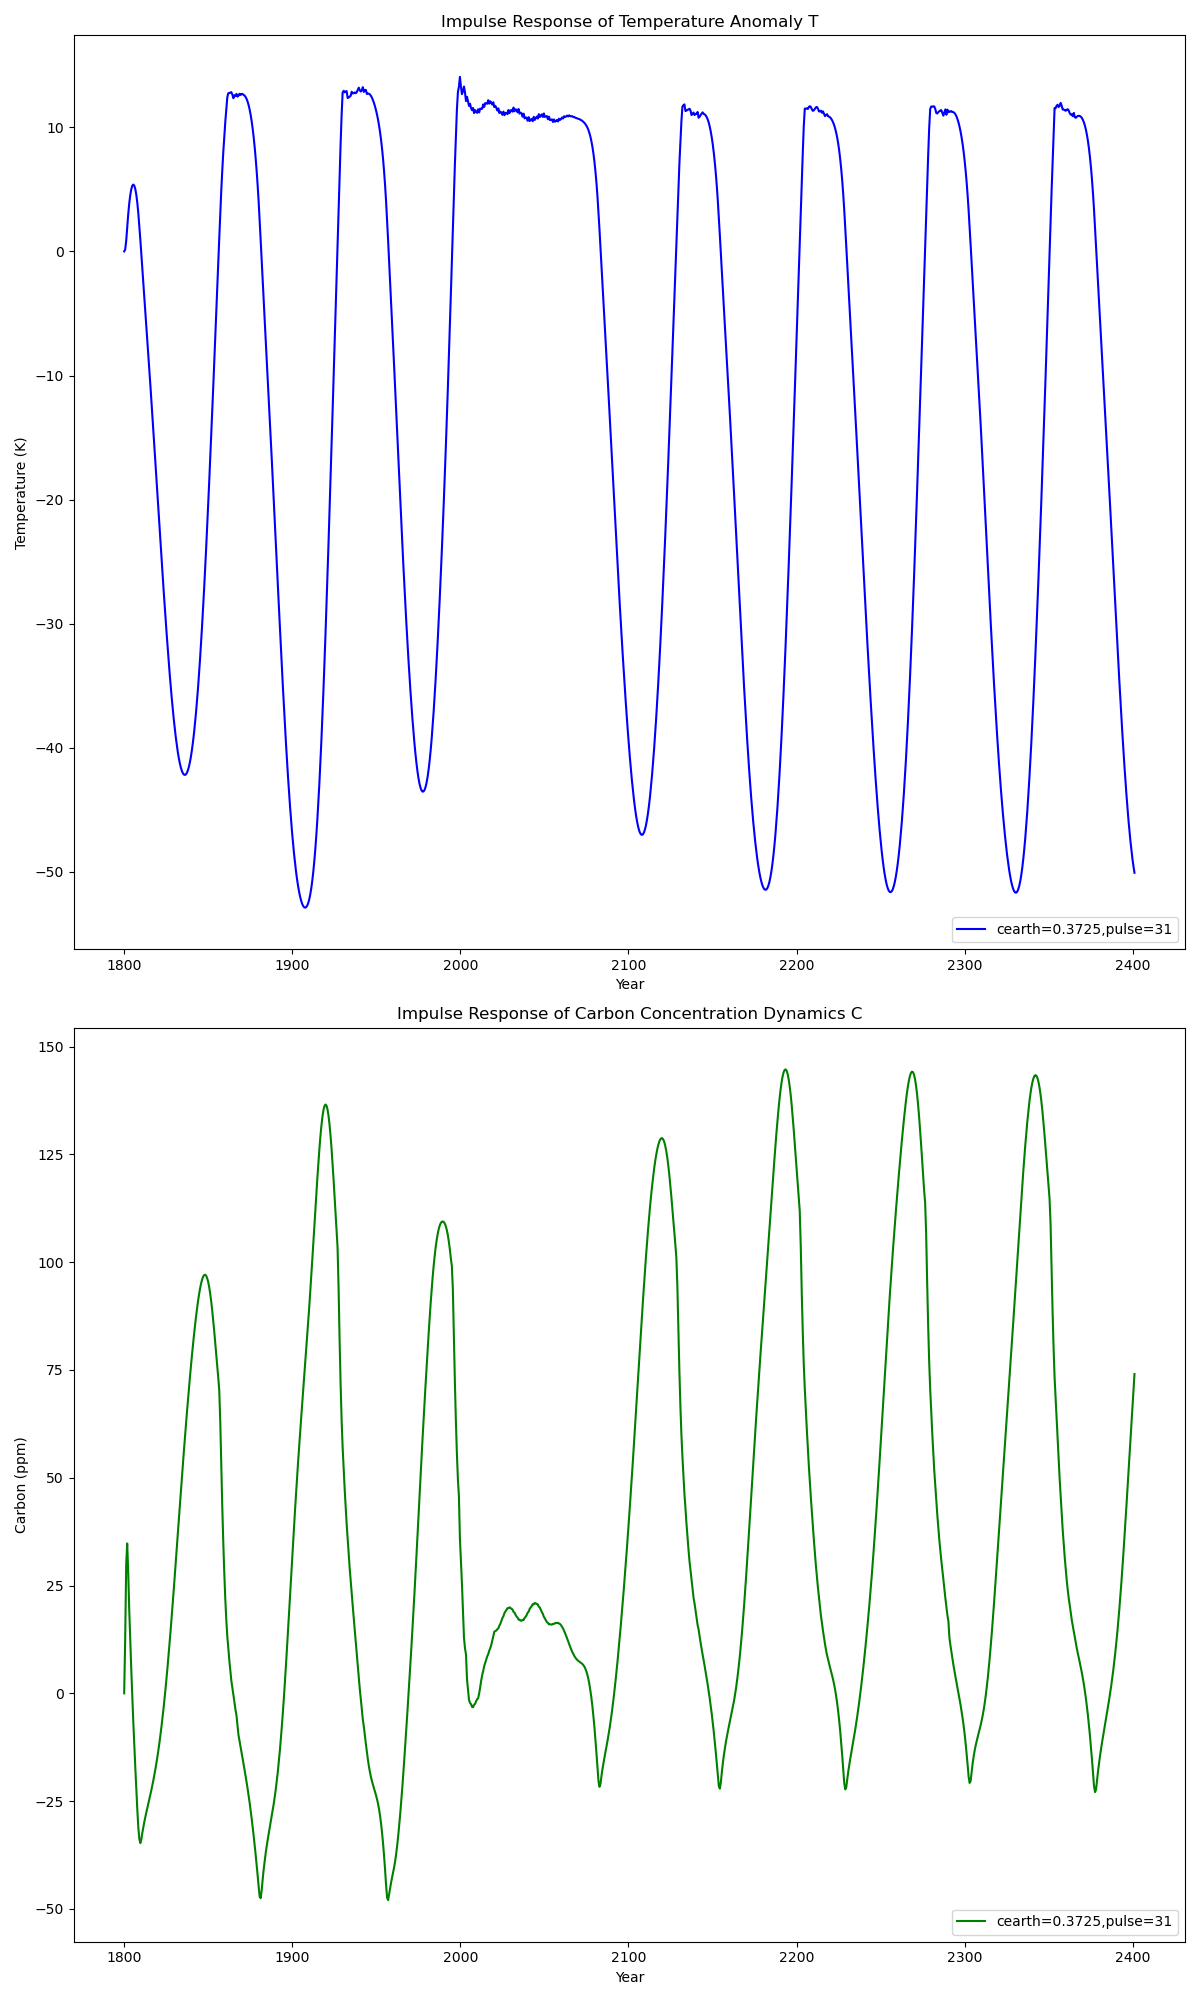 Impulse Response of Temperature Anomaly T
Temperature (K)
10
0
−10
−20
−30
−40
−50
1800 1900 2000 2100 2200 2300 2400
Year
cearth=0.3725,pulse=31
Impulse Response of Carbon Concentration Dynamics C
Carbon (ppm)
150
125
100
75
50
25
0
−25
−50
1800 1900 2000 2100 2200 2300 2400
Year
cearth=0.3725,pulse=31